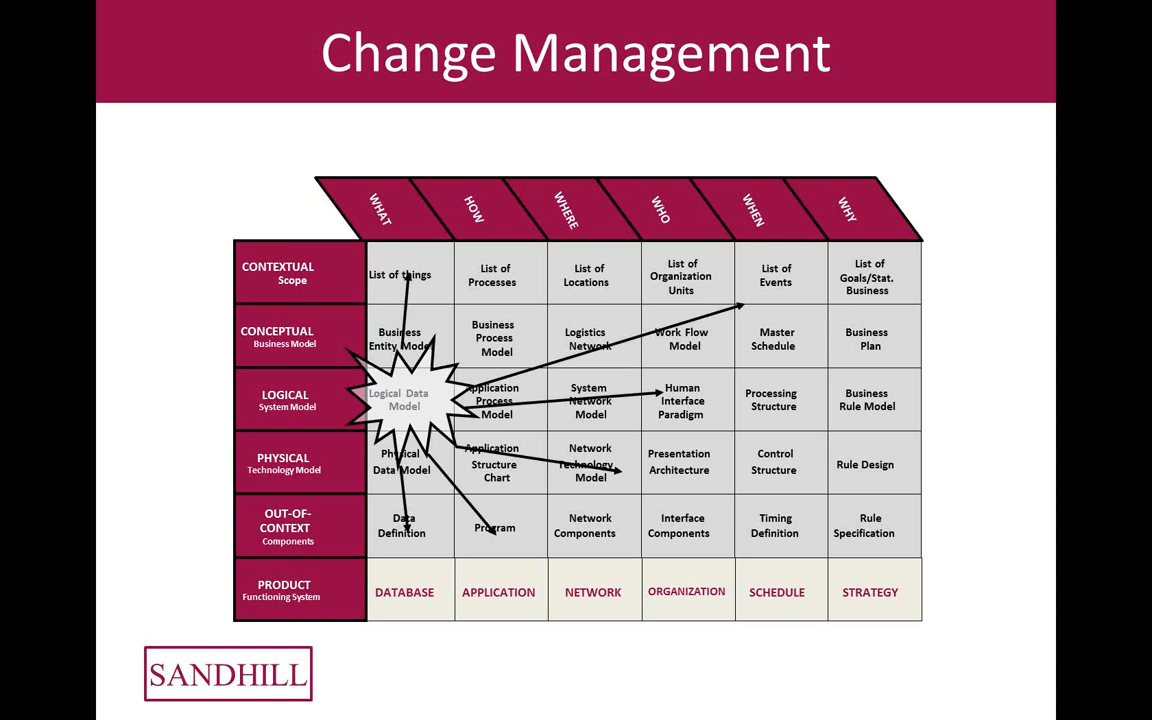 Change Management
WHAT
HOW
WHERE
WHO
WHEN
WHY
CONTEXTUAL
Scope
List of things
List of
Processes
List of
Locations
List of
Organization
Units
List of
Events
List of
Goals/Stat.
Business
CONCEPTUAL
Business Model
Business
Entity Model
Business
Process
Model
Logistics
Network
Work Flow
Model
Master
Schedule
Business
Plan
LOGICAL
System Model
Logical Data
Model
Application
Process
Model
System
Network
Model
Human
Interface
Paradigm
Processing
Structure
Business
Rule Model
PHYSICAL
Technology Model
Physical
Data Model
Application
Structure
Chart
Network
Technology
Model
Presentation
Architecture
Control
Structure
Rule Design
OUT-OF-
CONTEXT
Components
Data
Definition
Program
Network
Components
Interface
Components
Timing
Definition
Rule
Specification
PRODUCT
Functioning System
DATABASE
APPLICATION
NETWORK
ORGANIZATION
SCHEDULE
STRATEGY
SANDHILL